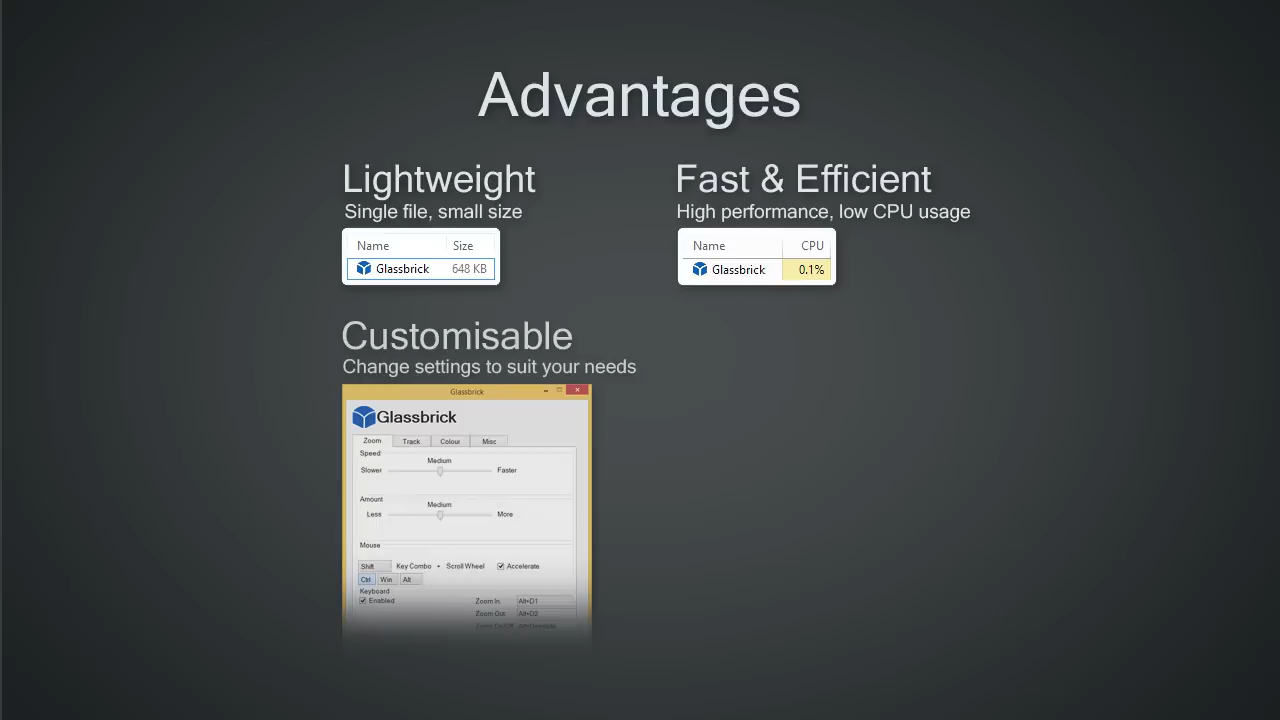 Advantages
Lightweight
Single file, small size
Name Size
Glassbrick 648 KB
Fast & Efficient
High performance, low CPU usage
Name CPU
Glassbrick 0.1%
Customisable
Change settings to suit your needs
Glassbrick
Glassbrick
Zoom Track Colour Misc
Speed
Medium
Slower Faster
Amount
Medium
Less More
Mouse
Shift Key Combo + Scroll Wheel Accelerate
Ctrl Win Alt
Keyboard
Enabled Zoom In: Alt+D1
Zoom Out: Alt+D2